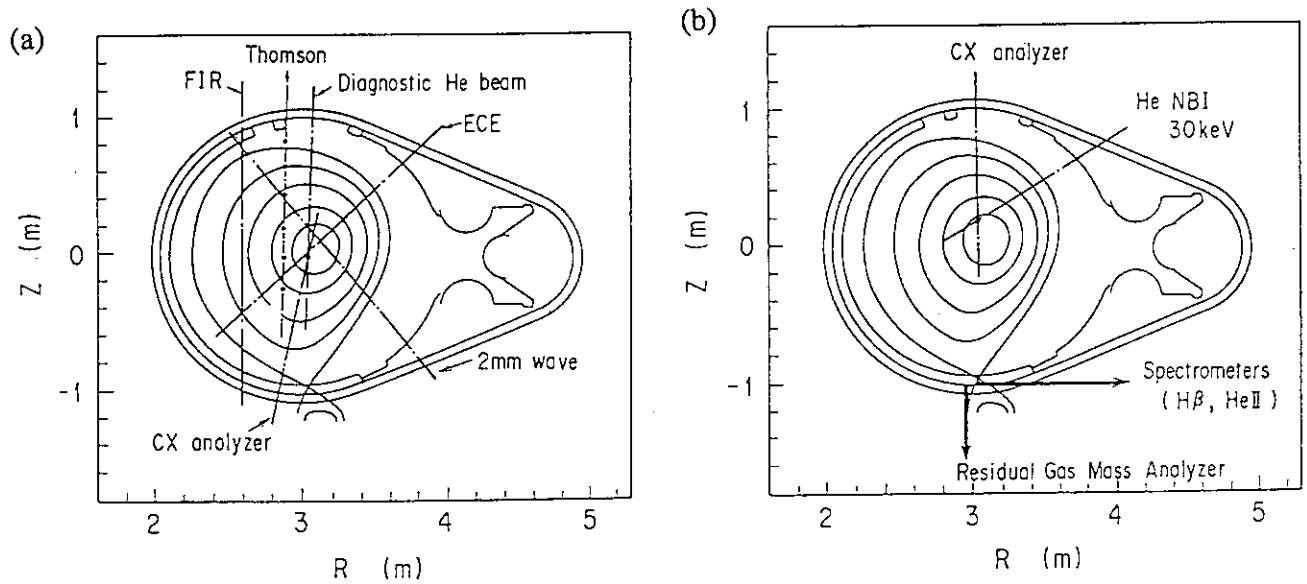 (a)
Thomson
FIR
Diagnostic He beam
ECE
1
0
-1
Z (m)
2mm wave
CX analyzer
2
3
4
5
R (m)
(b)
CX analyzer
He NBI
30keV
1
0
-1
Z (m)
Spectrometers
(Hβ, HeⅡ)
Residual Gas Mass Analyzer
2
3
4
5
R (m)